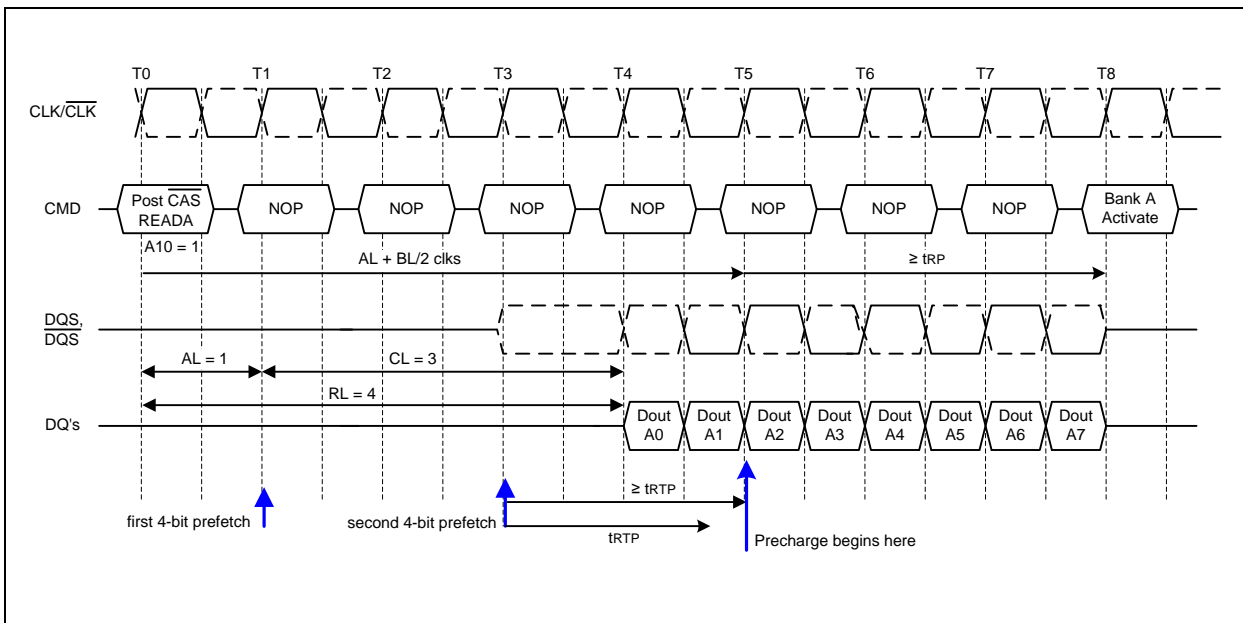 T0 T1 T2 T3 T4 T5 T6 T7 T8
CLK/CLK
CMD
Post CAS
READA
NOP NOP NOP NOP NOP NOP NOP
Bank A
Activate
A10 = 1
AL + BL/2 clks
≥ tRP
DQS,
DQS
AL = 1
CL = 3
RL = 4
DQ's
Dout
A0
Dout
A1
Dout
A2
Dout
A3
Dout
A4
Dout
A5
Dout
A6
Dout
A7
first 4-bit prefetch
second 4-bit prefetch
≥ tRTP
tRTP
Precharge begins here